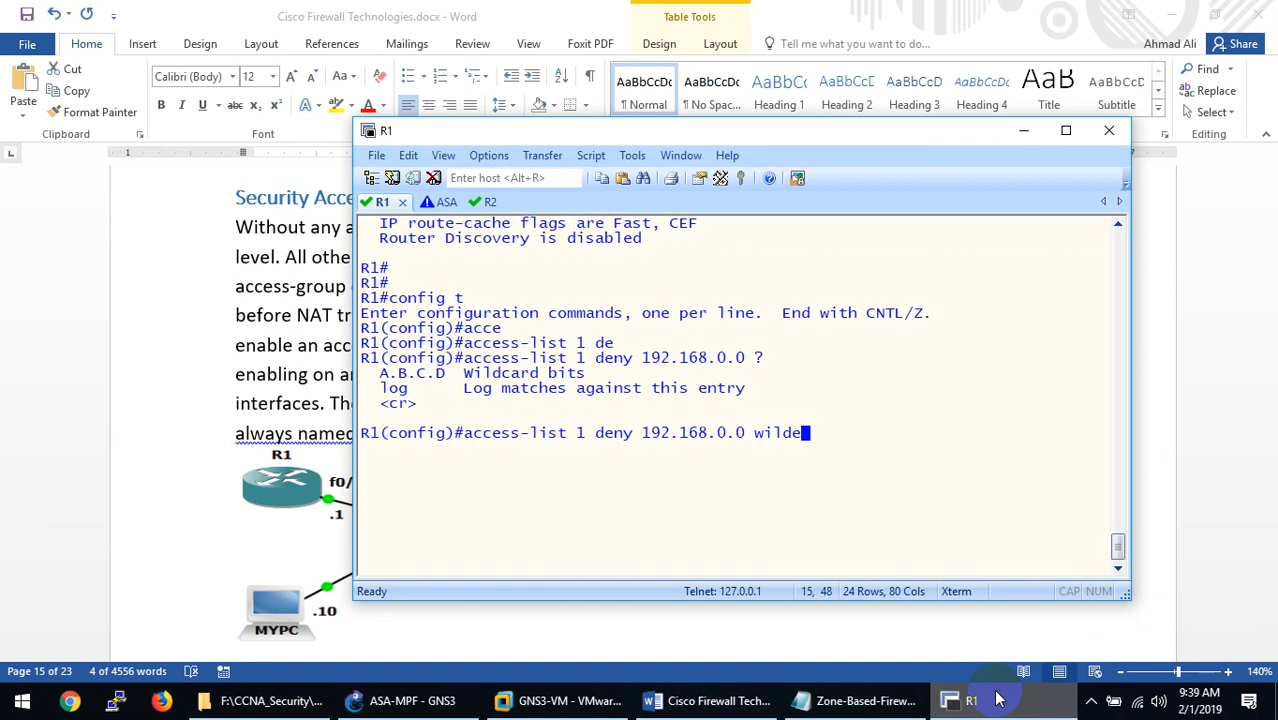 Cisco Firewall Technologies.docx - Word
Table Tools
File Home Insert Design Layout References Mailings Review View Foxit PDF Design Layout Tell me what you want to do... Ahmad Ali Share
Paste
Cut
Copy
Format Painter
Clipboard
Calibri (Body) 12
Font
AaBbCcDc AaBbCcDc AaBbC AaBbCc AaBbCcD AaBbCcD AaB AaBbCcD
¶ Normal ¶ No Spac... Heading 1 Heading 2 Heading 3 Heading 4 Title Subtitle
Find
Replace
Select
Editing
R1
File Edit View Options Transfer Script Tools Window Help
Enter host <Alt+R>
R1 ASA R2
IP route-cache flags are Fast, CEF
Router Discovery is disabled
R1#
R1#
R1#config t
Enter configuration commands, one per line. End with CNTL/Z.
R1(config)#acce
R1(config)#access-list 1 de
R1(config)#access-list 1 deny 192.168.0.0 ?
A.B.C.D Wildcard bits
log Log matches against this entry
<cr>
R1(config)#access-list 1 deny 192.168.0.0 wilde
Ready Telnet: 127.0.0.1 15, 48 24 Rows, 80 Cols Xterm CAP NUM
Security Acce
Without any a
level. All othe
access-group
before NAT tr
enable an acc
enabling on an
interfaces. The
always named
R1
f0/
.1
.10
MYPC
Page 15 of 23 4 of 4556 words 140%
F:\CCNA_Security\... ASA-MPF - GNS3 GNS3-VM - VMware... Cisco Firewall Tech... Zone-Based-Firew... R1
9:39 AM
2/1/2019